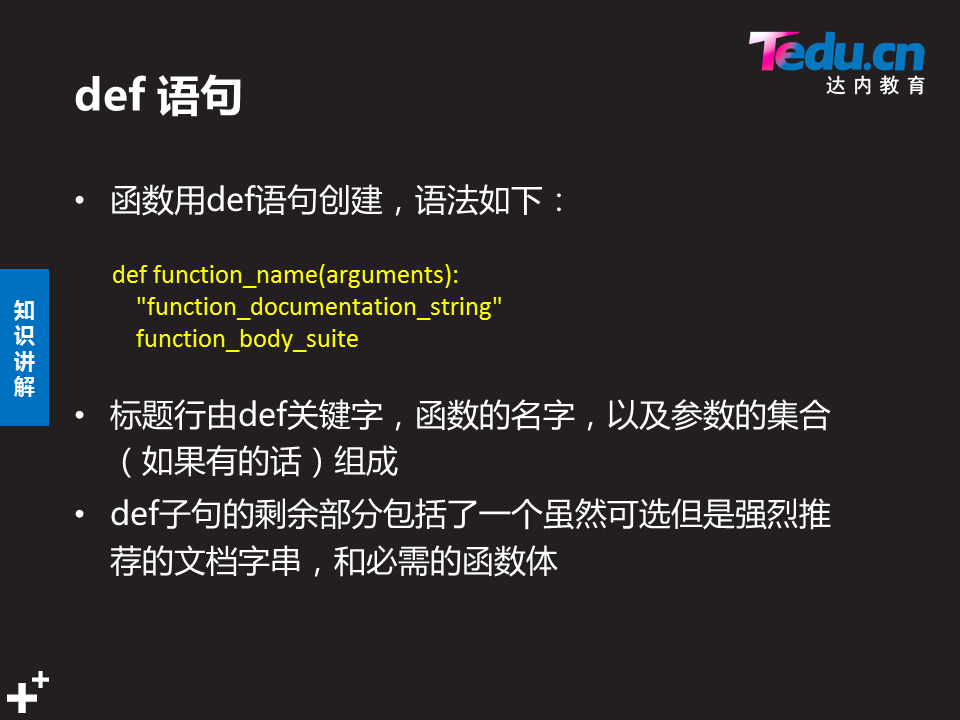 Tedu.cn
达内教育
def 语句
• 函数用def语句创建，语法如下：
def function_name(arguments):
    "function_documentation_string"
    function_body_suite
知识讲解
• 标题行由def关键字，函数的名字，以及参数的集合
（如果有的话）组成
• def子句的剩余部分包括了一个虽然可选但是强烈推
荐的文档字串，和必需的函数体